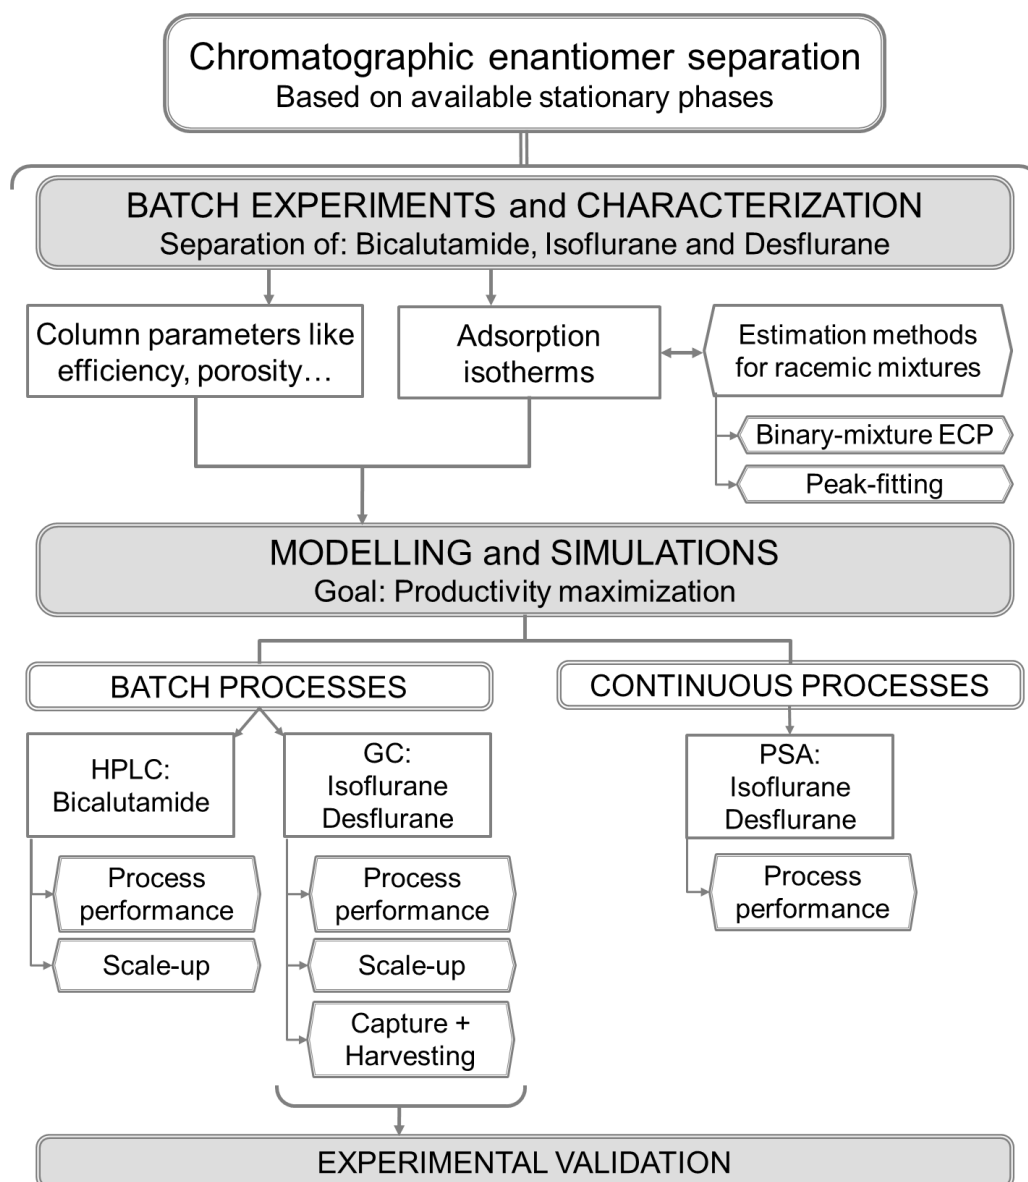 Chromatographic enantiomer separation
Based on available stationary phases
BATCH EXPERIMENTS and CHARACTERIZATION
Separation of: Bicalutamide, Isoflurane and Desflurane
Column parameters like
efficiency, porosity…
Adsorption
isotherms
Estimation methods
for racemic mixtures
Binary-mixture ECP
Peak-fitting
MODELLING and SIMULATIONS
Goal: Productivity maximization
BATCH PROCESSES
CONTINUOUS PROCESSES
HPLC:
Bicalutamide
GC:
Isoflurane
Desflurane
PSA:
Isoflurane
Desflurane
Process
performance
Scale-up
Process
performance
Scale-up
Capture +
Harvesting
Process
performance
EXPERIMENTAL VALIDATION